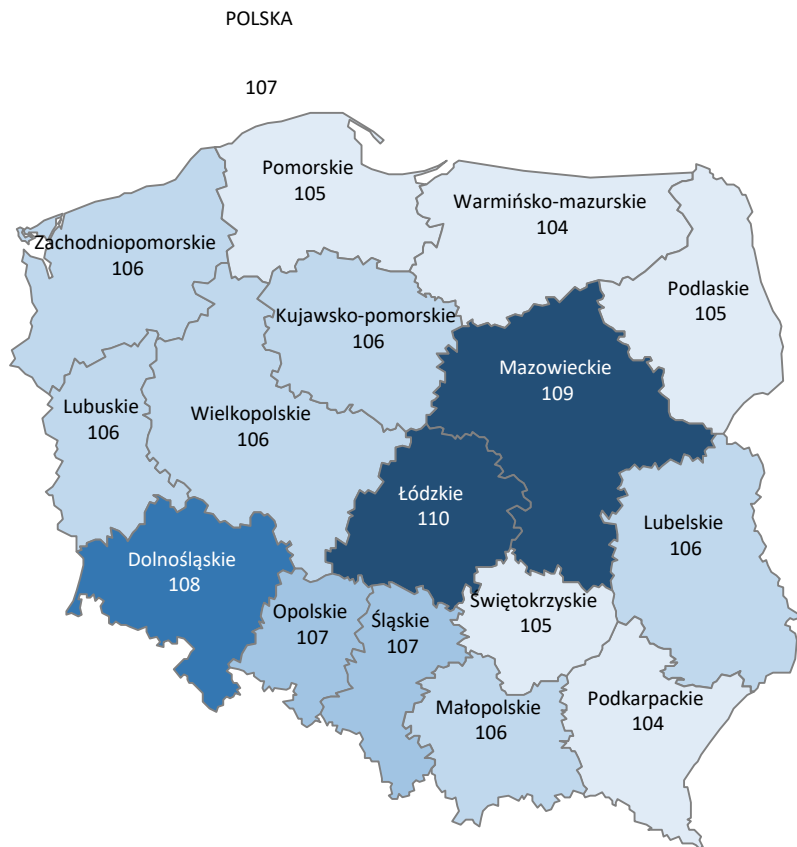 POLSKA
107
Pomorskie
105
Warmińsko-mazurskie
104
Zachodniopomorskie
106
Podlaskie
105
Kujawsko-pomorskie
106
Mazowieckie
109
Lubuskie
106
Wielkopolskie
106
Łódzkie
110
Lubelskie
106
Dolnośląskie
108
Świętokrzyskie
105
Opolskie
107
Śląskie
107
Małopolskie
106
Podkarpackie
104